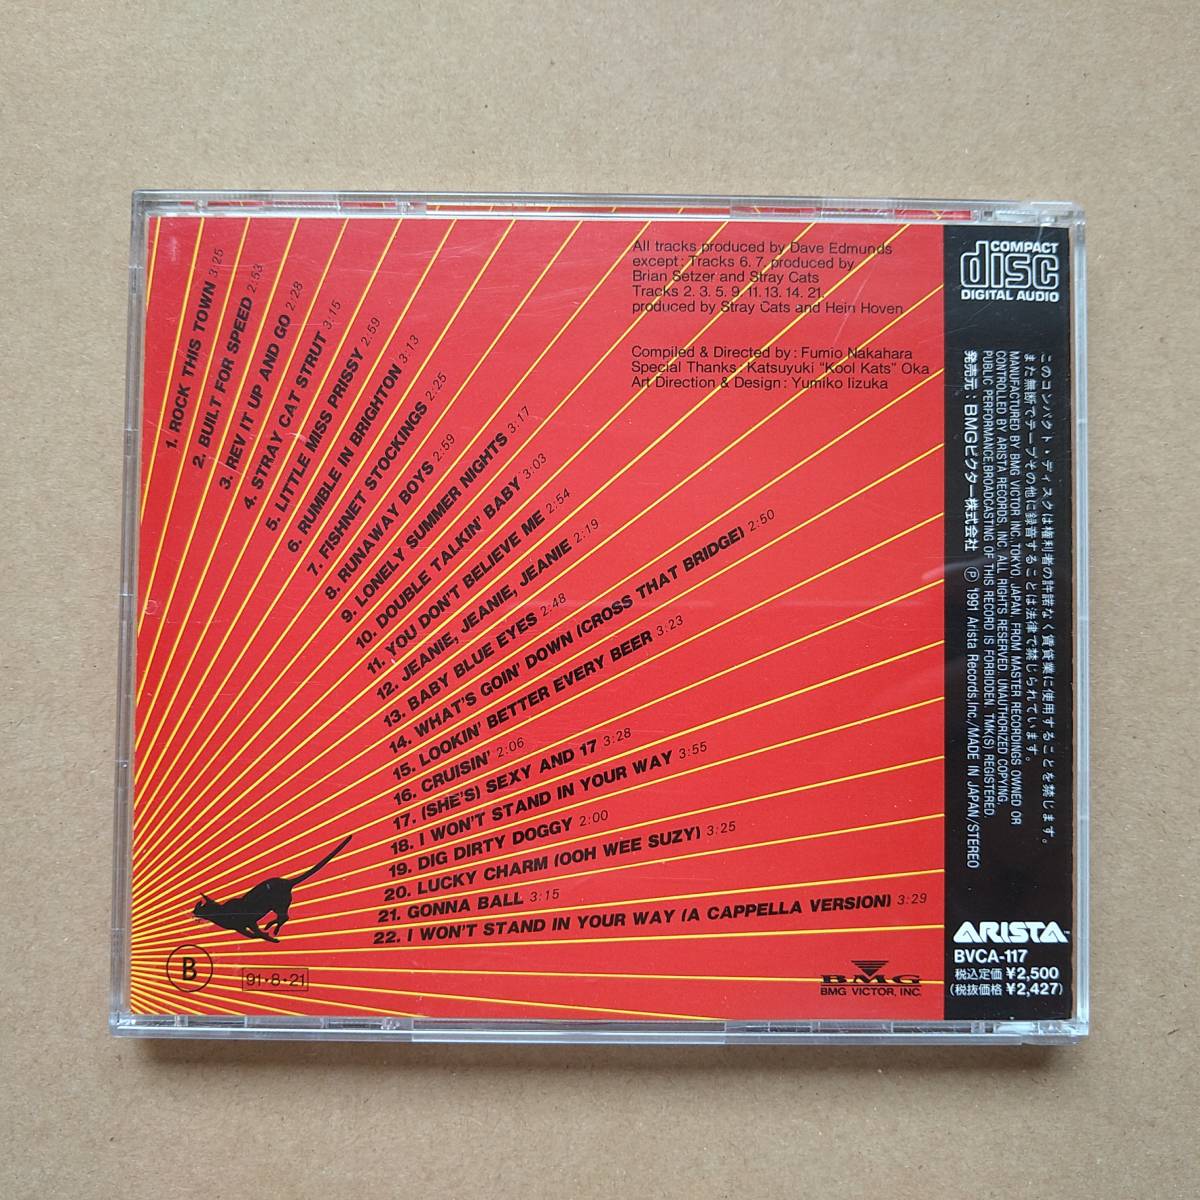 1. ROCK THIS TOWN 3:25
2. BUILT FOR SPEED 2:53
3. REV IT UP AND GO 2:28
4. STRAY CAT STRUT 3:15
5. LITTLE MISS PRISSY 2:59
6. RUMBLE IN BRIGHTON 3:13
7. FISHNET STOCKINGS 2:25
8. RUNAWAY BOYS 2:59
9. LONELY SUMMER NIGHTS 3:17
10. DOUBLE TALKIN' BABY 3:03
11. YOU DON'T BELIEVE ME 2:54
12. JEANIE, JEANIE, JEANIE 2:19
13. BABY BLUE EYES 2:48
14. WHAT'S GOIN' DOWN (CROSS THAT BRIDGE) 2:50
15. LOOKIN' BETTER EVERY BEER 3:23
16. CRUISIN' 2:06
17. (SHE'S) SEXY AND 17 3:28
18. I WON'T STAND IN YOUR WAY 3:55
19. DIG DIRTY DOGGY 2:00
20. LUCKY CHARM (OOH WEE SUZY) 3:25
21. GONNA BALL 3:15
22. I WON'T STAND IN YOUR WAY (A CAPPELLA VERSION) 3:29
All tracks produced by Dave Edmunds
except: Tracks 6. 7. produced by
Brian Setzer and Stray Cats
Tracks 2. 3. 5. 9. 11. 13. 14. 21.
produced by Stray Cats and Hein Hoven
Compiled & Directed by: Fumio Nakahara
Special Thanks: Katsuyuki "Kool Kats" Oka
Art Direction & Design: Yumiko Iizuka
B
91・8・21
BMG
BMG VICTOR, INC.
COMPACT
disc
DIGITAL AUDIO
このコンパクト・ディスクは権利者の許諾なく賃貸業に使用することを禁じます。
また無断でテープその他に録音することは法律で禁じられています。
MANUFACTURED BY BMG VICTOR INC., TOKYO, JAPAN, FROM MASTER RECORDINGS OWNED OR
CONTROLLED BY ARISTA RECORDS, INC. ALL RIGHTS RESERVED. UNAUTHORIZED COPYING,
PUBLIC PERFORMANCE, BROADCASTING OF THIS RECORD IS FORBIDDEN. TMK(S) REGISTERED.
発売元：BMGビクター株式会社 ℗ 1991 Arista Records, Inc./MADE IN JAPAN/STEREO
ARISTA™
BVCA-117
税込定価 ¥2,500
(税抜価格 ¥2,427)